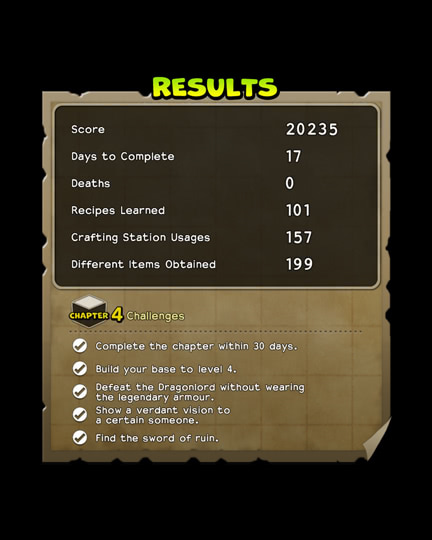 RESULTS
Score 20235
Days to Complete 17
Deaths 0
Recipes Learned 101
Crafting Station Usages 157
Different Items Obtained 199
CHAPTER 4 Challenges
Complete the chapter within 30 days.
Build your base to level 4.
Defeat the Dragonlord without wearing
the legendary armour.
Show a verdant vision to
a certain someone.
Find the sword of ruin.